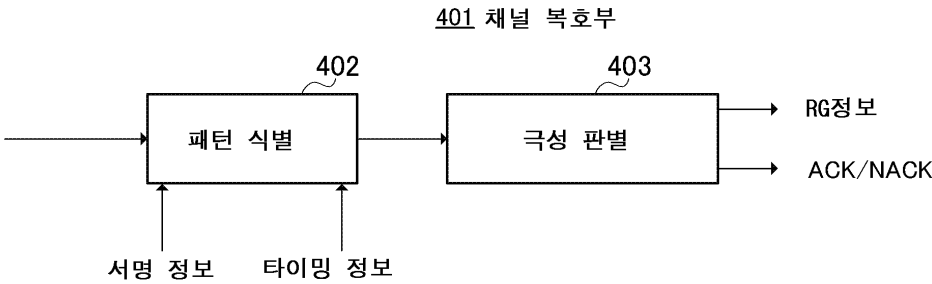 401 채널 복호부
402
403
패턴 식별
극성 판별
RG정보
ACK/NACK
서명 정보
타이밍 정보